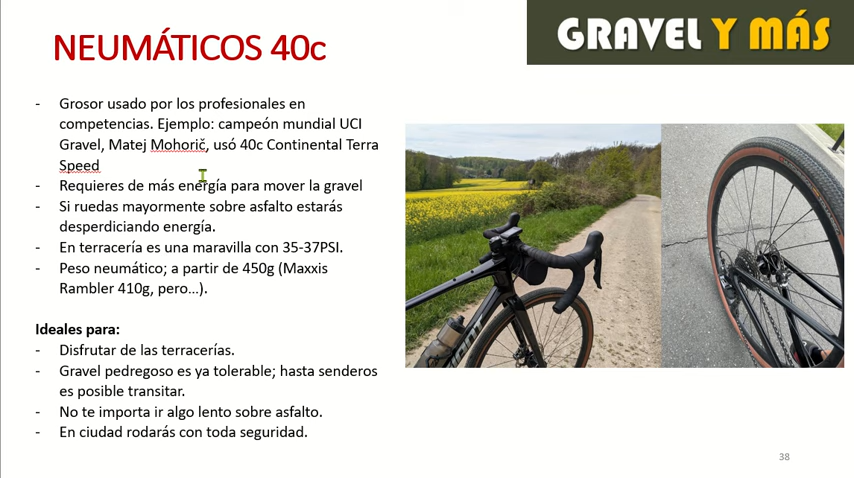 NEUMÁTICOS 40c
GRAVEL Y MÁS
- Grosor usado por los profesionales en
competencias. Ejemplo: campeón mundial UCI
Gravel, Matej Mohorič, usó 40c Continental Terra
Speed
- Requieres de más energía para mover la gravel
- Si ruedas mayormente sobre asfalto estarás
desperdiciando energía.
- En terracería es una maravilla con 35-37PSI.
- Peso neumático; a partir de 450g (Maxxis
Rambler 410g, pero...).
Ideales para:
- Disfrutar de las terracerías.
- Gravel pedregoso es ya tolerable; hasta senderos
es posible transitar.
- No te importa ir algo lento sobre asfalto.
- En ciudad rodarás con toda seguridad.
38